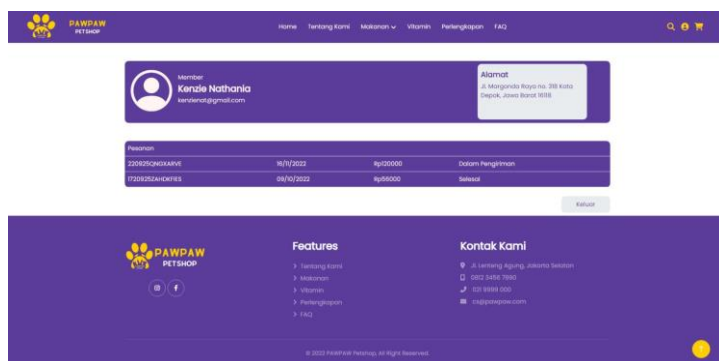 PAWPAW
PETSHOP
Home Tentang Kami Makanan Vitamin Perlengkapan FAQ
Member
Kenzie Nathania
kenzienat@gmail.com
Alamat
Jl. Margonda Raya no. 318 Kota
Depok, Jawa Barat 16118
Pesanan
220925QNGXARVE 16/11/2022 Rp120000 Dalam Pengiriman
1720925ZAHDKFIES 09/10/2022 Rp56000 Selesai
Keluar
PAWPAW
PETSHOP
Features
Tentang Kami
Makanan
Vitamin
Perlengkapan
FAQ
Kontak Kami
Jl. Lenteng Agung, Jakarta Selatan
0812 3456 7890
021 9999 000
cs@pawpaw.com
© 2022 PAWPAW Petshop, All Right Reserved.